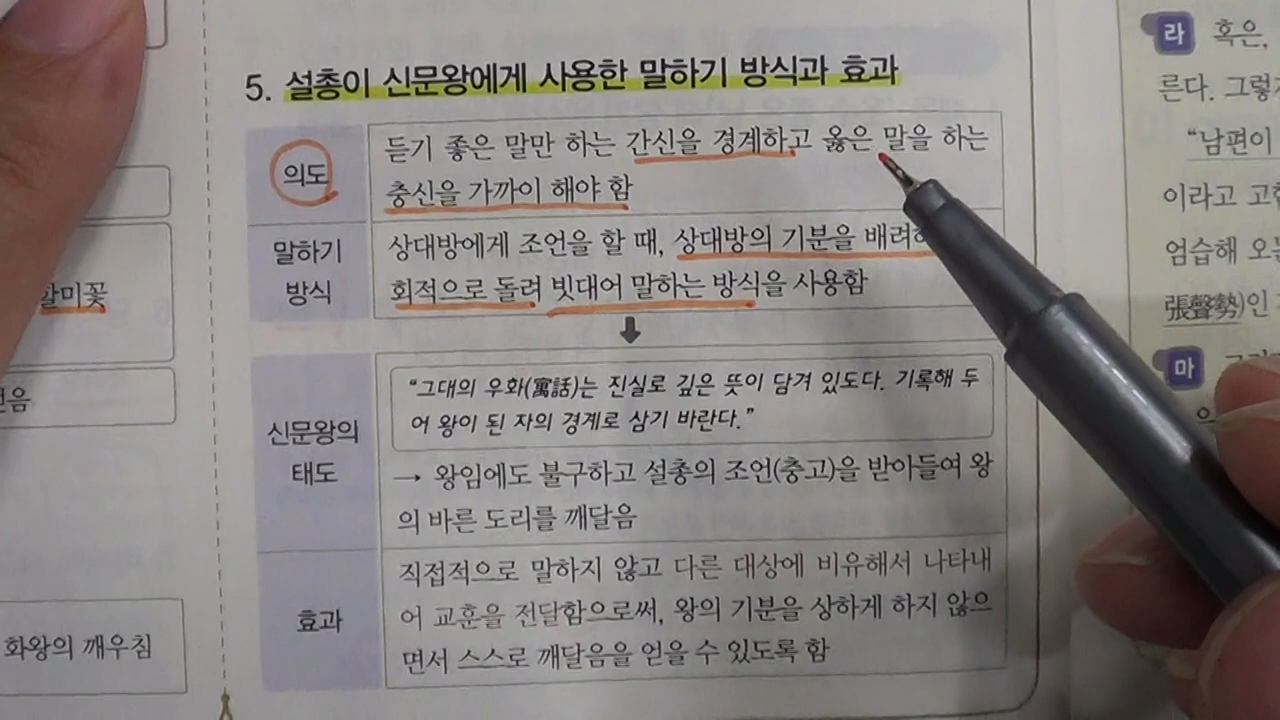 5. 설총이 신문왕에게 사용한 말하기 방식과 효과
의도
듣기 좋은 말만 하는 간신을 경계하고 옳은 말을 하는
충신을 가까이 해야 함
말하기
방식
상대방에게 조언을 할 때, 상대방의 기분을 배려하
회적으로 돌려 빗대어 말하는 방식을 사용함
신문왕의
태도
“그대의 우화(寓話)는 진실로 깊은 뜻이 담겨 있도다. 기록해 두
어 왕이 된 자의 경계로 삼기 바란다.”
→ 왕임에도 불구하고 설총의 조언(충고)을 받아들여 왕
의 바른 도리를 깨달음
효과
직접적으로 말하지 않고 다른 대상에 비유해서 나타내
어 교훈을 전달함으로써, 왕의 기분을 상하게 하지 않으
면서 스스로 깨달음을 얻을 수 있도록 함
할미꽃
화왕의 깨우침
라 혹은,
른다. 그렇
“남편이
이라고 고
엄습해 오
張聲勢)인
마